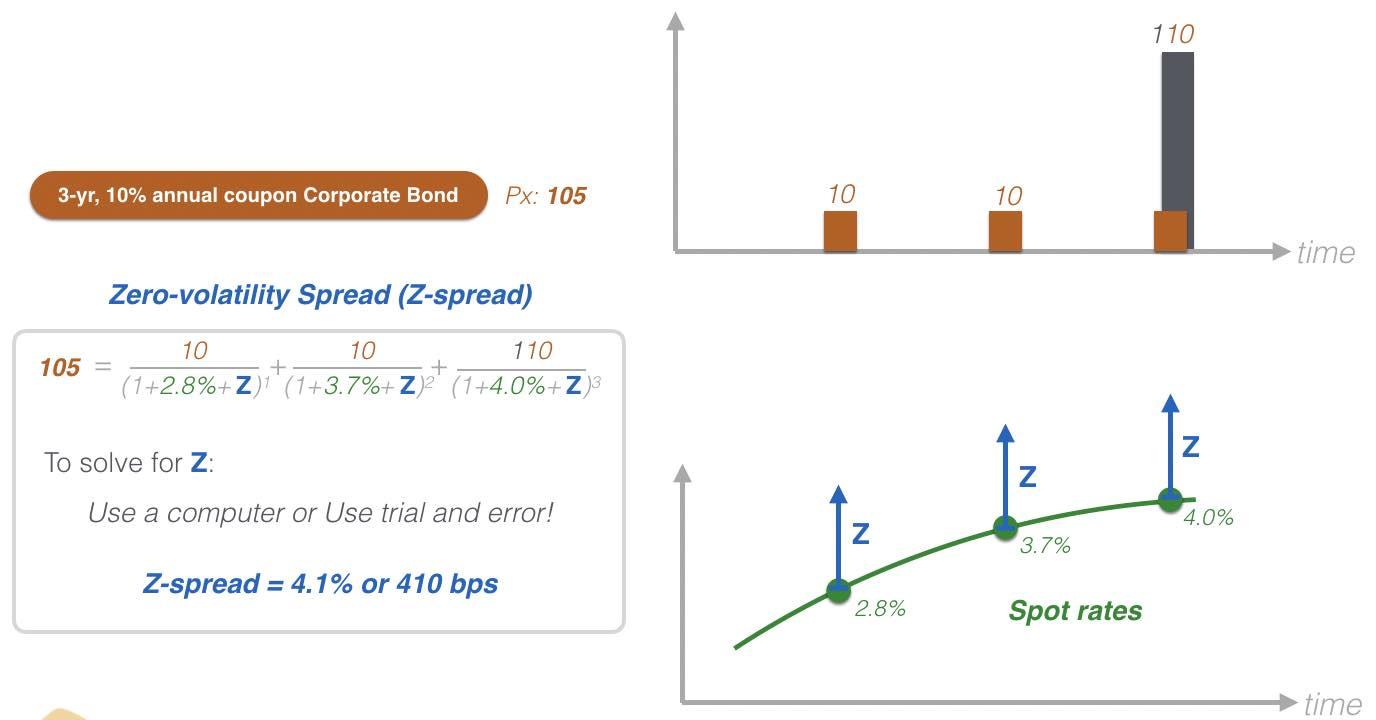 3-yr, 10% annual coupon Corporate Bond Px: 105
Zero-volatility Spread (Z-spread)
105 = 10 / (1+2.8%+ Z)¹ + 10 / (1+3.7%+ Z)² + 110 / (1+4.0%+ Z)³
To solve for Z:
Use a computer or Use trial and error!
Z-spread = 4.1% or 410 bps
110
10
10
time
Z
Z
Z
4.0%
3.7%
2.8%
Spot rates
time